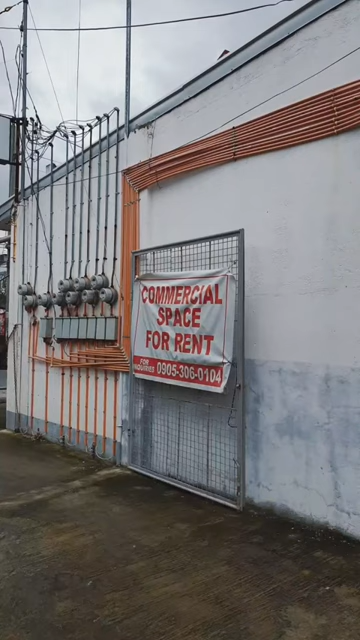 COMMERCIAL
SPACE
FOR RENT
FOR
INQUIRIES 0905-306-0104